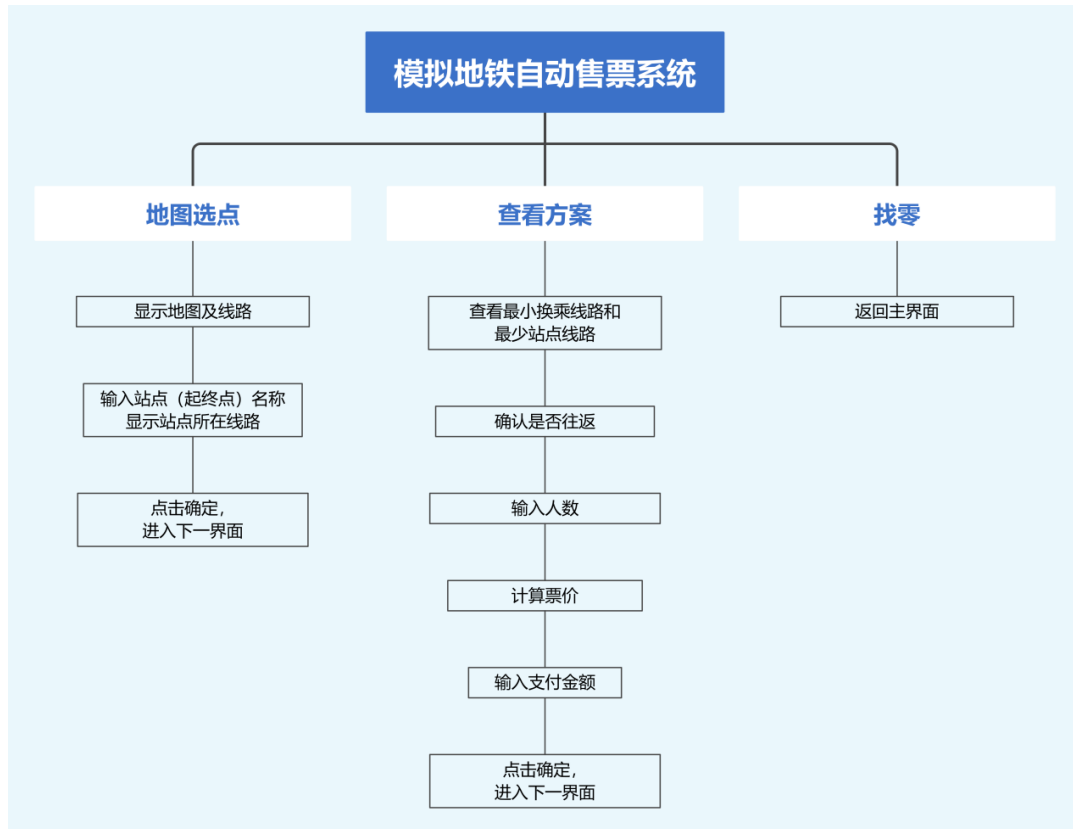 模拟地铁自动售票系统
地图选点
显示地图及线路
输入站点（起终点）名称
显示站点所在线路
点击确定，
进入下一界面
查看方案
查看最小换乘线路和
最少站点线路
确认是否往返
输入人数
计算票价
输入支付金额
点击确定，
进入下一界面
找零
返回主界面